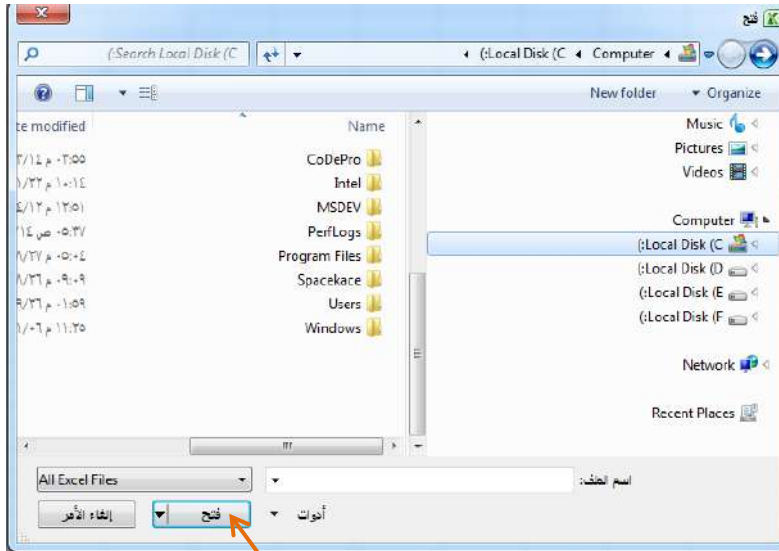 فتح
Computer
Local Disk (C:)
Search Local Disk (C:)
Organize
New folder
Music
Pictures
Videos
Computer
Local Disk (C:)
Local Disk (D:)
Local Disk (E:)
Local Disk (F:)
Network
Recent Places
Name
te modified
CoDePro
Intel
MSDEV
PerfLogs
Program Files
Spacekace
Users
Windows
اسم الملف:
All Excel Files
أدوات
فتح
إلغاء الأمر